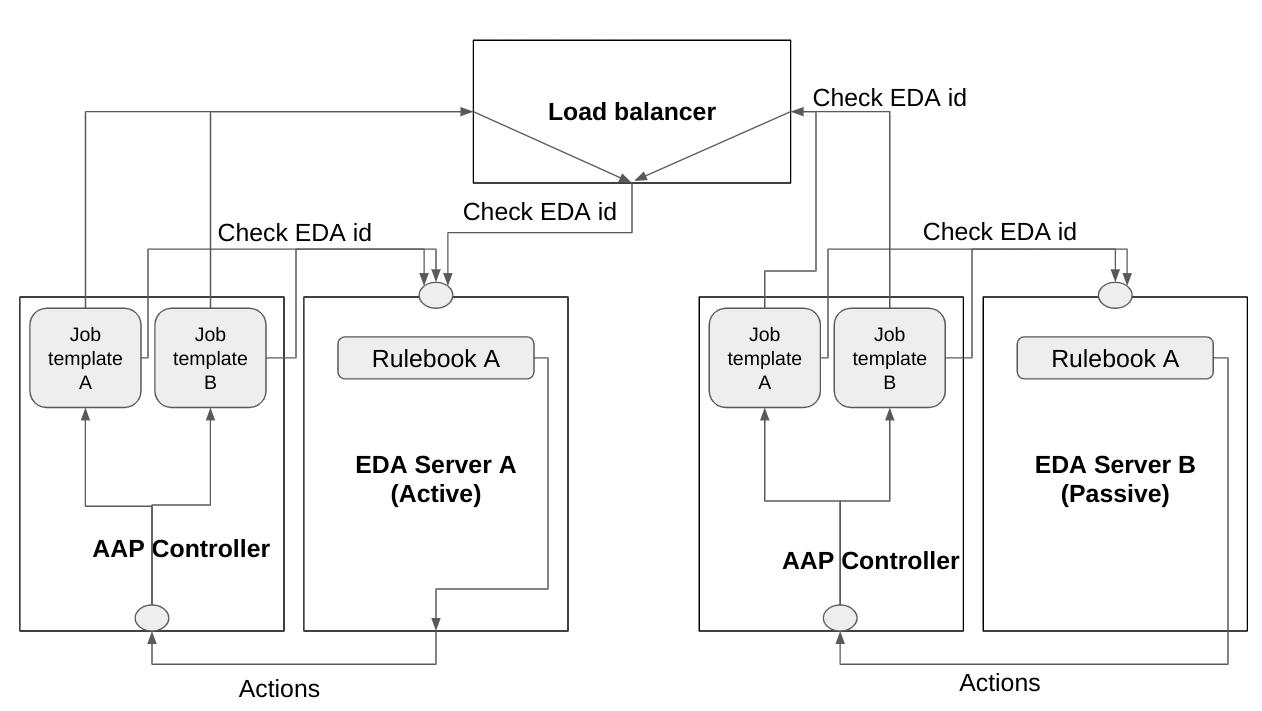 Load balancer
Check EDA id
Check EDA id
Check EDA id
Check EDA id
Job
template
A
Job
template
B
Rulebook A
EDA Server A
(Active)
AAP Controller
Actions
Job
template
A
Job
template
B
Rulebook A
EDA Server B
(Passive)
AAP Controller
Actions